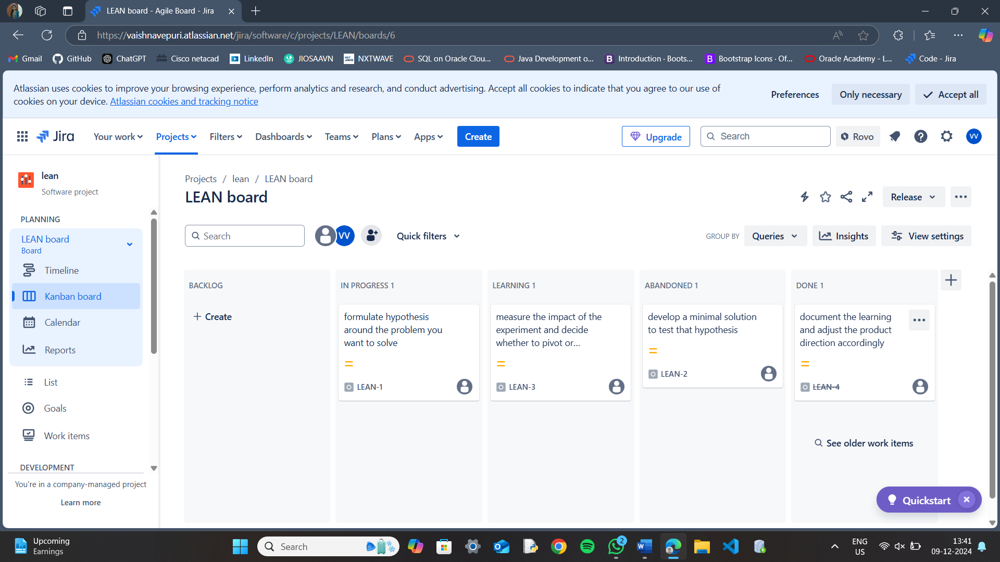 LEAN board - Agile Board - Jira
https://vaishnavepuri.atlassian.net/jira/software/c/projects/LEAN/boards/6
Gmail GitHub ChatGPT Cisco netacad LinkedIn JIOSAAVN NXTWAVE SQL on Oracle Clou... Java Development o... Introduction · Boots... Bootstrap Icons · Of... Oracle Academy - L... Code - Jira
Atlassian uses cookies to improve your browsing experience, perform analytics and research, and conduct advertising. Accept all cookies to indicate that you agree to our use of
cookies on your device. Atlassian cookies and tracking notice
Preferences Only necessary Accept all
Jira Your work Projects Filters Dashboards Teams Plans Apps Create Upgrade Search Rovo VV
lean
Software project
PLANNING
LEAN board
Board
Timeline
Kanban board
Calendar
Reports
List
Goals
Work items
DEVELOPMENT
You're in a company-managed project
Learn more
Projects / lean / LEAN board
LEAN board
Release
Search VV Quick filters GROUP BY Queries Insights View settings
BACKLOG
+ Create
IN PROGRESS 1
formulate hypothesis
around the problem you
want to solve
LEAN-1
LEARNING 1
measure the impact of the
experiment and decide
whether to pivot or...
LEAN-3
ABANDONED 1
develop a minimal solution
to test that hypothesis
LEAN-2
DONE 1
document the learning
and adjust the product
direction accordingly
LEAN-4
See older work items
Quickstart
Upcoming
Earnings
Search
2
ENG
US
13:41
09-12-2024